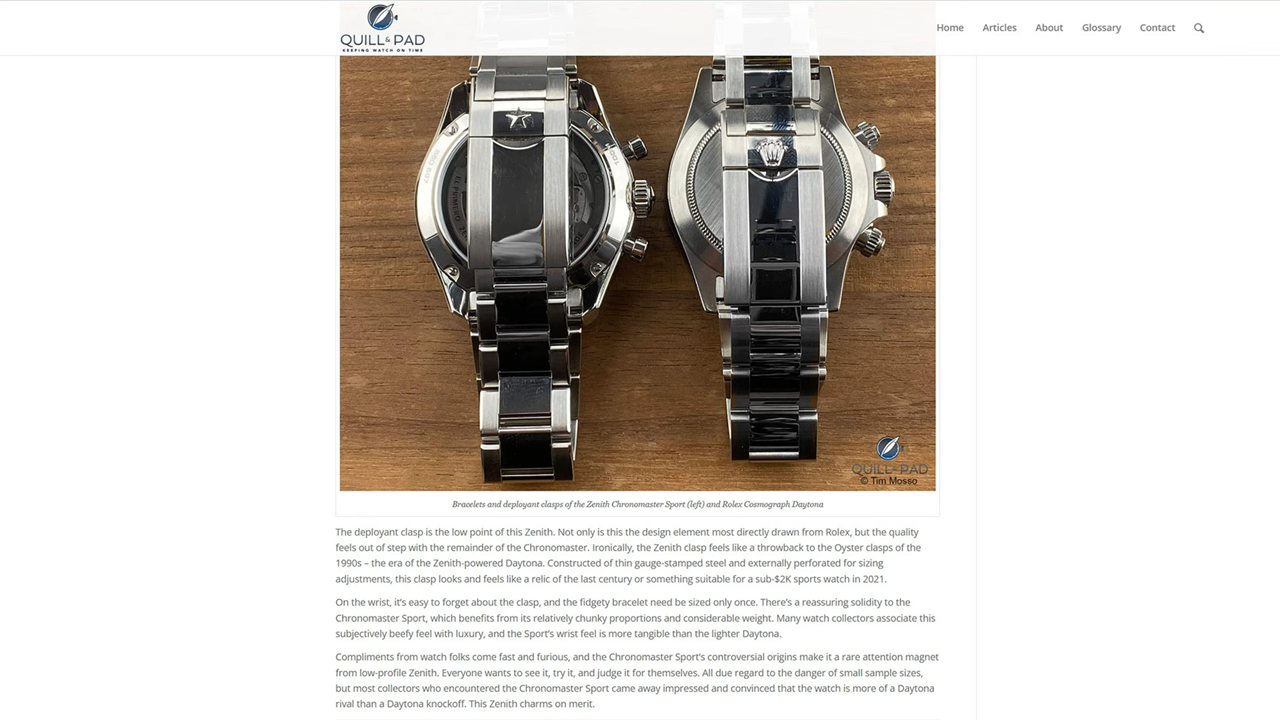 QUILL & PAD
KEEPING WATCH ON TIME
Home Articles About Glossary Contact
EL PRIMERO
QUILL & PAD
© Tim Mosso
Bracelets and deployant clasps of the Zenith Chronomaster Sport (left) and Rolex Cosmograph Daytona
The deployant clasp is the low point of this Zenith. Not only is this the design element most directly drawn from Rolex, but the quality
feels out of step with the remainder of the Chronomaster. Ironically, the Zenith clasp feels like a throwback to the Oyster clasps of the
1990s – the era of the Zenith-powered Daytona. Constructed of thin gauge-stamped steel and externally perforated for sizing
adjustments, this clasp looks and feels like a relic of the last century or something suitable for a sub-$2K sports watch in 2021.
On the wrist, it's easy to forget about the clasp, and the fidgety bracelet need be sized only once. There's a reassuring solidity to the
Chronomaster Sport, which benefits from its relatively chunky proportions and considerable weight. Many watch collectors associate this
subjectively beefy feel with luxury, and the Sport's wrist feel is more tangible than the lighter Daytona.
Compliments from watch folks come fast and furious, and the Chronomaster Sport's controversial origins make it a rare attention magnet
from low-profile Zenith. Everyone wants to see it, try it, and judge it for themselves. All due regard to the danger of small sample sizes,
but most collectors who encountered the Chronomaster Sport came away impressed and convinced that the watch is more of a Daytona
rival than a Daytona knockoff. This Zenith charms on merit.